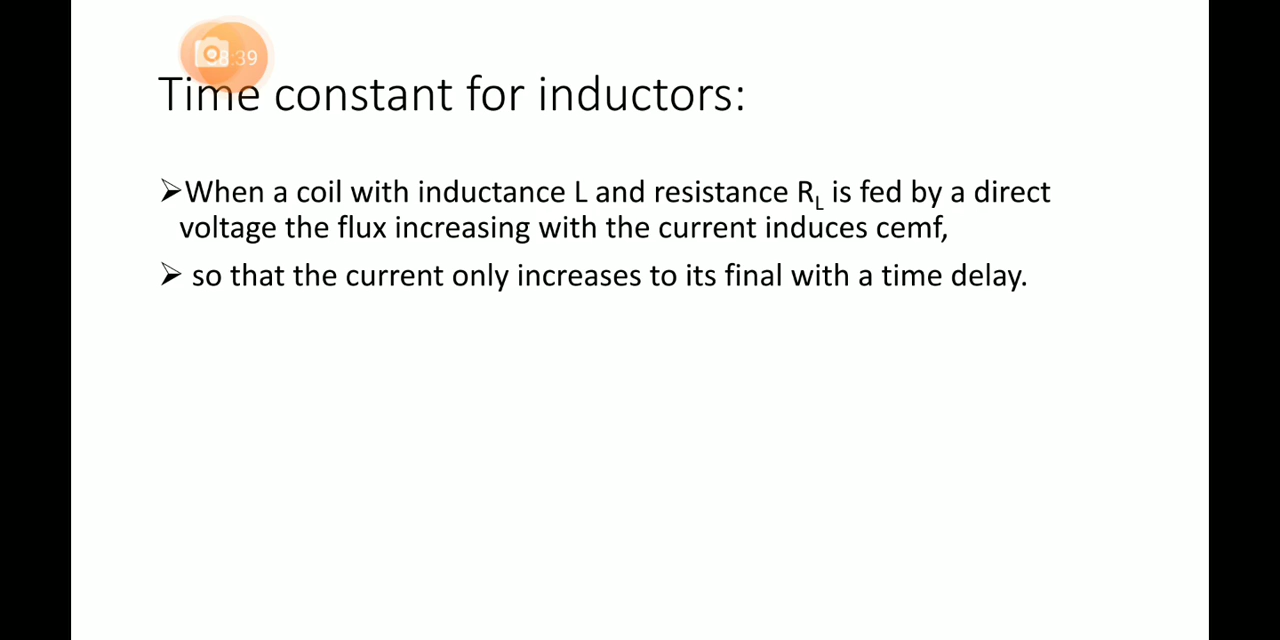 Time constant for inductors:
➢When a coil with inductance L and resistance RL is fed by a direct
voltage the flux increasing with the current induces cemf,
➢ so that the current only increases to its final with a time delay.